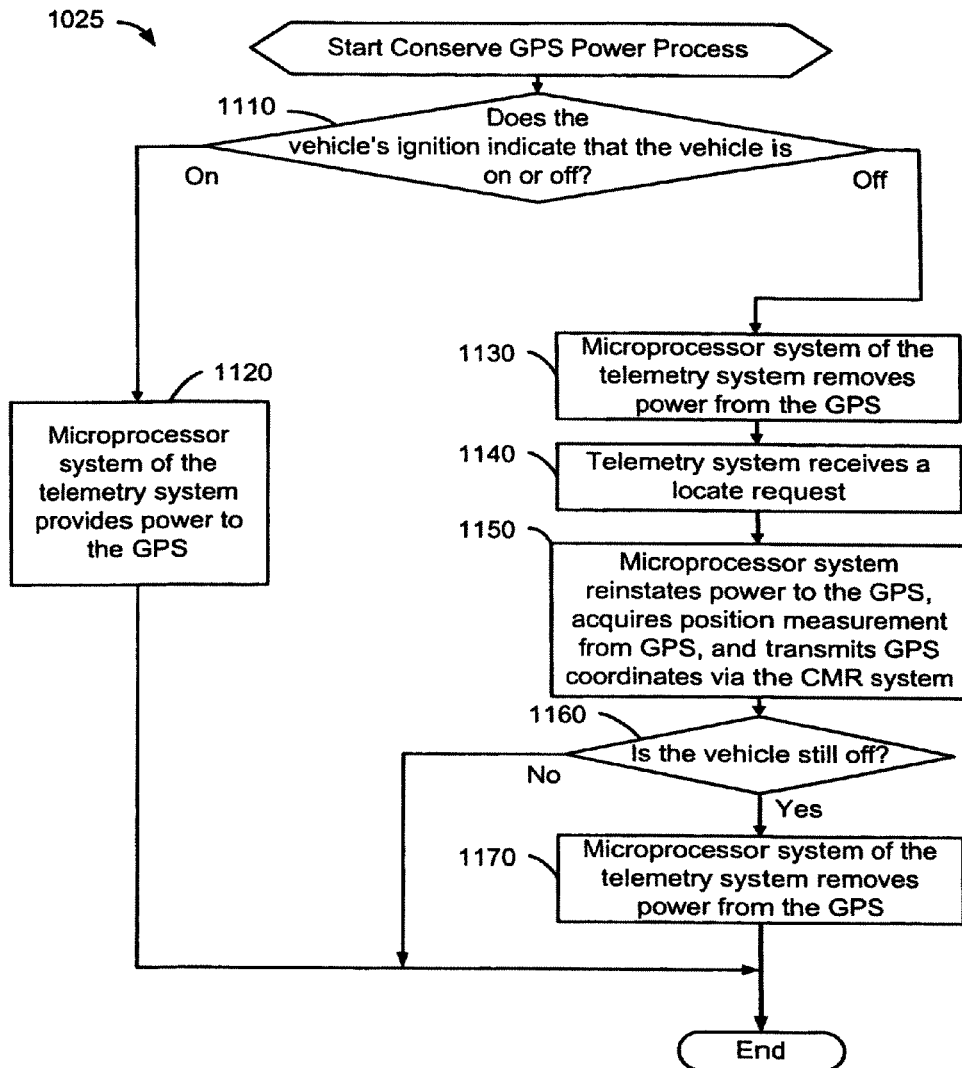 1025
Start Conserve GPS Power Process
1110
Does the
vehicle's ignition indicate that the vehicle is
on or off?
On
Off
1120
Microprocessor
system of the
telemetry system
provides power to
the GPS
1130
Microprocessor system of the
telemetry system removes
power from the GPS
1140
Telemetry system receives a
locate request
1150
Microprocessor system
reinstates power to the GPS,
acquires position measurement
from GPS, and transmits GPS
coordinates via the CMR system
1160
Is the vehicle still off?
No
Yes
1170
Microprocessor system of the
telemetry system removes
power from the GPS
End